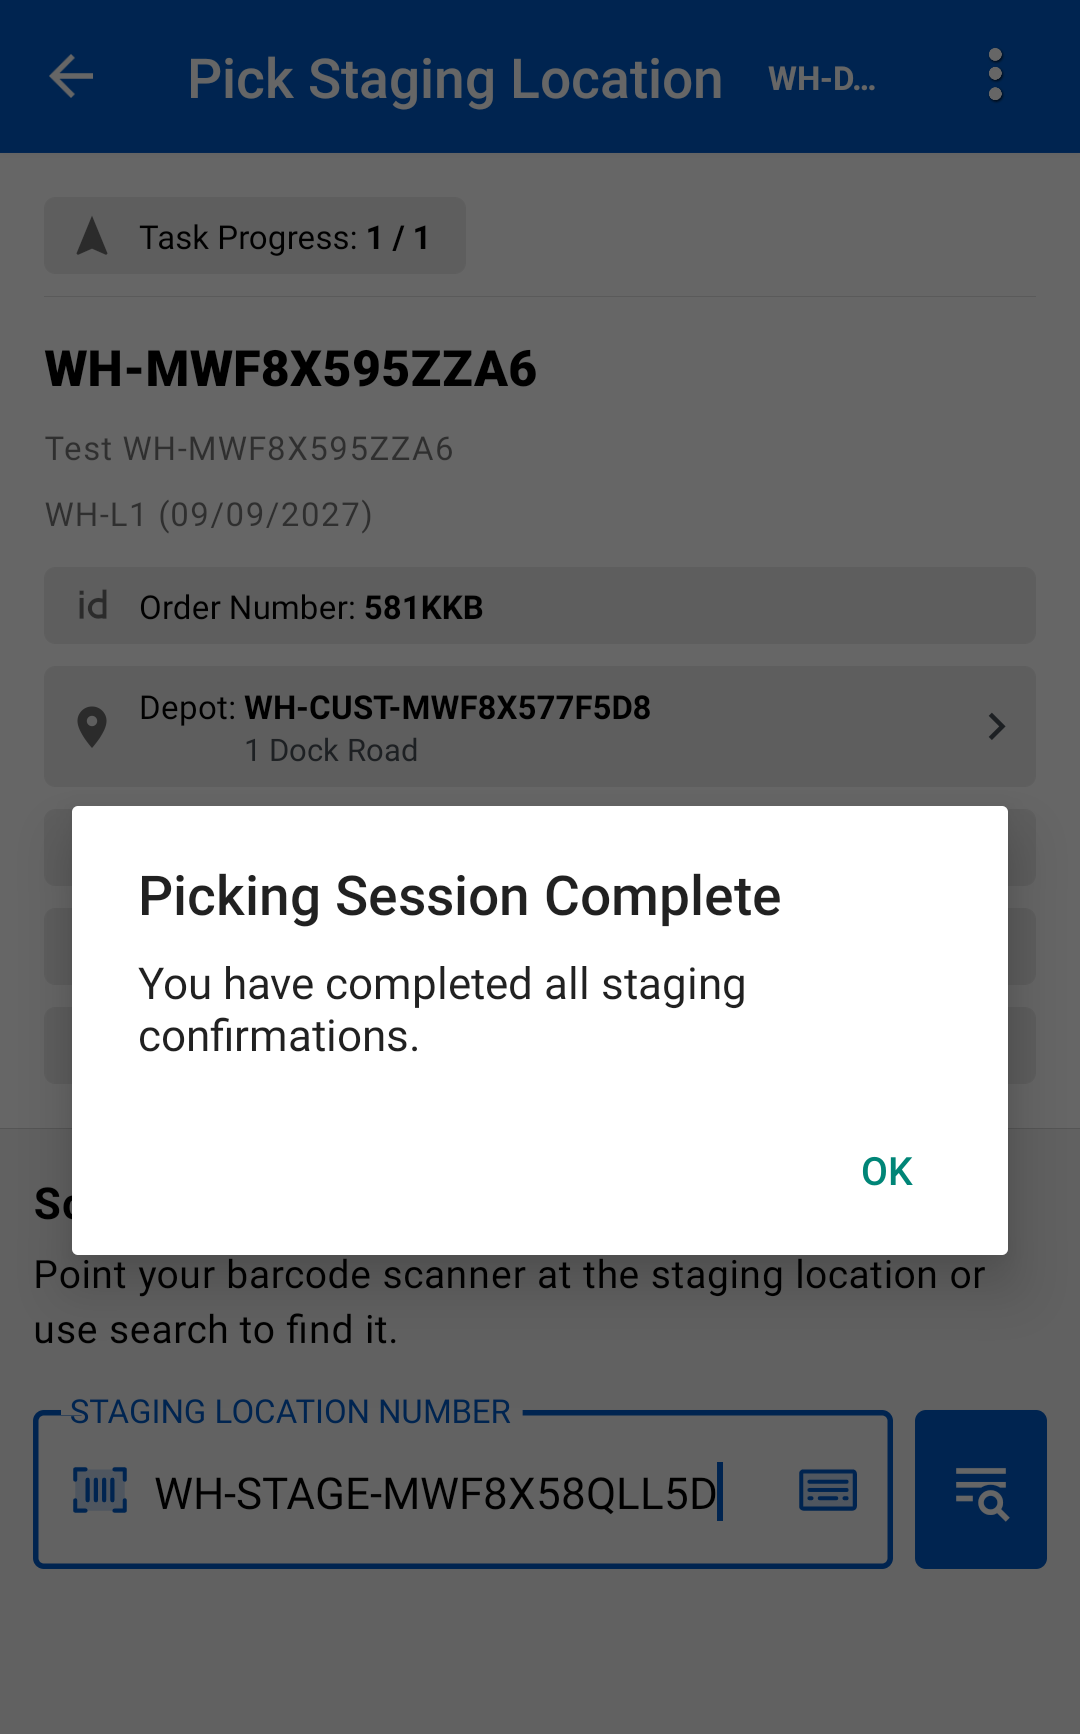 Pick Staging Location WH-D...
Task Progress: 1 / 1
WH-MWF8X595ZZA6
Test WH-MWF8X595ZZA6
WH-L1 (09/09/2027)
id Order Number: 581KKB
Depot: WH-CUST-MWF8X577F5D8
1 Dock Road
Picking Session Complete
You have completed all staging
confirmations.
OK
Point your barcode scanner at the staging location or
use search to find it.
STAGING LOCATION NUMBER
WH-STAGE-MWF8X58QLL5D